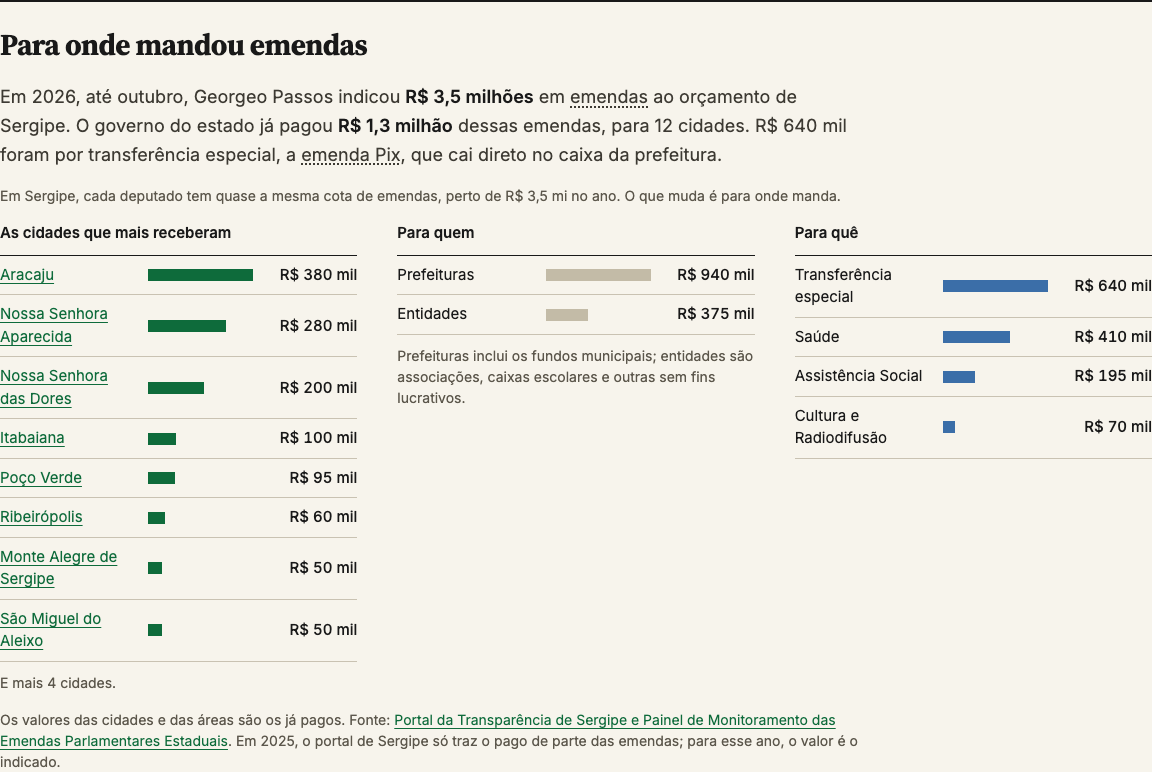 Para onde mandou emendas
Em 2026, até outubro, Georgeo Passos indicou R$ 3,5 milhões em emendas ao orçamento de
Sergipe. O governo do estado já pagou R$ 1,3 milhão dessas emendas, para 12 cidades. R$ 640 mil
foram por transferência especial, a emenda Pix, que cai direto no caixa da prefeitura.
Em Sergipe, cada deputado tem quase a mesma cota de emendas, perto de R$ 3,5 mi no ano. O que muda é para onde manda.
As cidades que mais receberam
Aracaju R$ 380 mil
Nossa Senhora
Aparecida R$ 280 mil
Nossa Senhora
das Dores R$ 200 mil
Itabaiana R$ 100 mil
Poço Verde R$ 95 mil
Ribeirópolis R$ 60 mil
Monte Alegre de
Sergipe R$ 50 mil
São Miguel do
Aleixo R$ 50 mil
E mais 4 cidades.
Para quem
Prefeituras R$ 940 mil
Entidades R$ 375 mil
Prefeituras inclui os fundos municipais; entidades são
associações, caixas escolares e outras sem fins
lucrativos.
Para quê
Transferência
especial R$ 640 mil
Saúde R$ 410 mil
Assistência Social R$ 195 mil
Cultura e
Radiodifusão R$ 70 mil
Os valores das cidades e das áreas são os já pagos. Fonte: Portal da Transparência de Sergipe e Painel de Monitoramento das
Emendas Parlamentares Estaduais. Em 2025, o portal de Sergipe só traz o pago de parte das emendas; para esse ano, o valor é o
indicado.